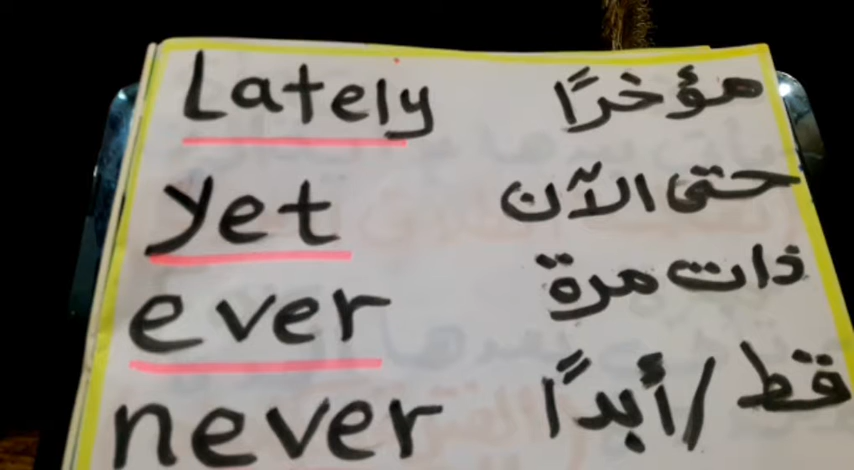 Lately مؤخرًا
yet حتى الآن
ever ذات مرة
never قط/أبدًا